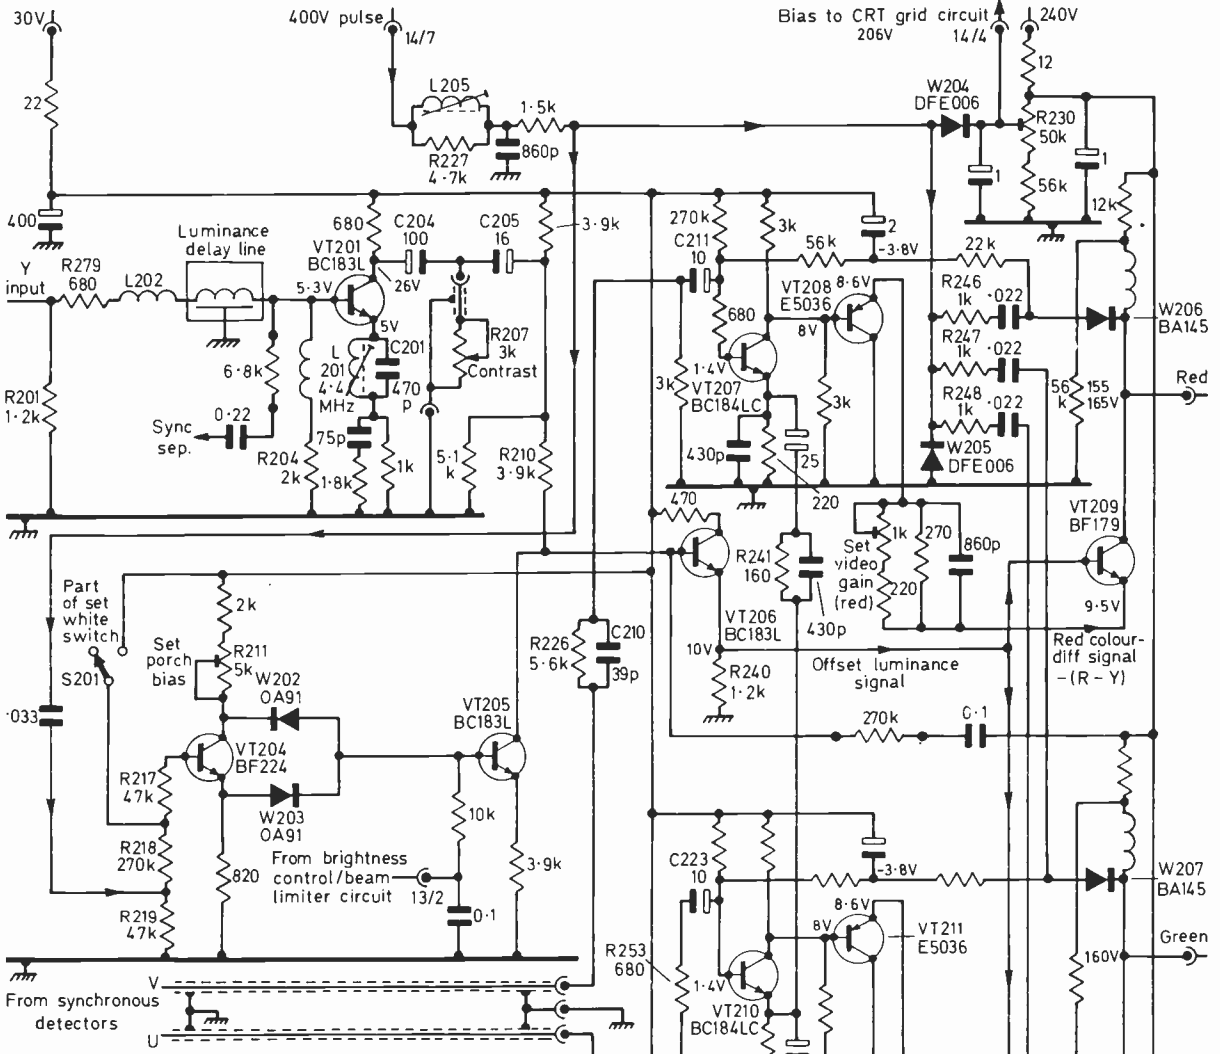 30V
400V pulse
14/7
Bias to CRT grid circuit
206V
14/4
240V
12
22
L205
1·5k
R227
4·7k
860p
W204
DFE006
R230
50k
1
1
56k
12k
400
680
C204
100
C205
16
3·9k
270k
C211
10
3k
56k
2
-3·8V
22k
Luminance
delay line
VT201
BC183L
Y
input
R279
680
L202
5·3V
26V
5V
R207
3k
Contrast
VT208
E5036
8·6V
8V
R246
1k
·022
W206
BA145
680
L
201
4·4
MHz
C201
470
p
6·8k
R201
1·2k
0·22
Sync
sep.
R204
2k
75p
1·8k
1k
5·1
k
R210
3·9k
3k
1·4V
VT207
BC184LC
3k
R247
1k
·022
R248
1k
·022
56
k
155
165V
Red
430p
25
220
W205
DFE006
470
VT209
BF179
R241
160
1k
Set
video
gain
(red)
270
860p
220
430p
9·5V
Part
of set
white
switch
S201
2k
Set
porch
bias
R211
5k
W202
OA91
R226
5·6k
C210
39p
VT206
BC183L
10V
R240
1·2k
Offset luminance
signal
Red colour-
diff signal
-(R-Y)
·033
VT204
BF224
VT205
BC183L
270k
0·1
R217
47k
W203
OA91
10k
R218
270k
820
From brightness
control/beam
limiter circuit
13/2
3·9k
R219
47k
0·1
C223
10
-3·8V
W207
BA145
8·6V
8V
VT211
E5036
Green
160V
R253
680
1·4V
VT210
BC184LC
From synchronous
detectors
V
U